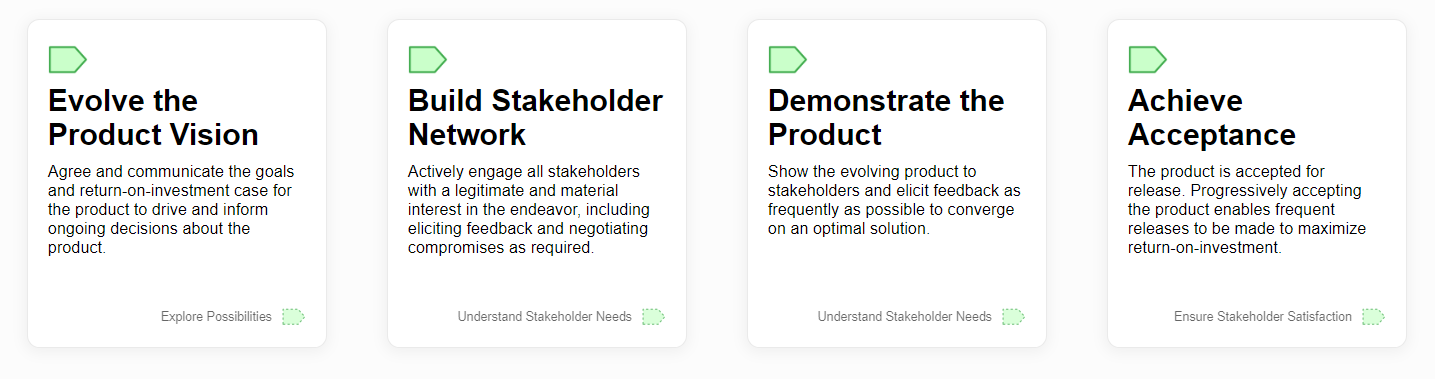 Evolve the
Product Vision
Agree and communicate the goals
and return-on-investment case for
the product to drive and inform
ongoing decisions about the
product.
Explore Possibilities
Build Stakeholder
Network
Actively engage all stakeholders
with a legitimate and material
interest in the endeavor, including
eliciting feedback and negotiating
compromises as required.
Understand Stakeholder Needs
Demonstrate the
Product
Show the evolving product to
stakeholders and elicit feedback as
frequently as possible to converge
on an optimal solution.
Understand Stakeholder Needs
Achieve
Acceptance
The product is accepted for
release. Progressively accepting
the product enables frequent
releases to be made to maximize
return-on-investment.
Ensure Stakeholder Satisfaction